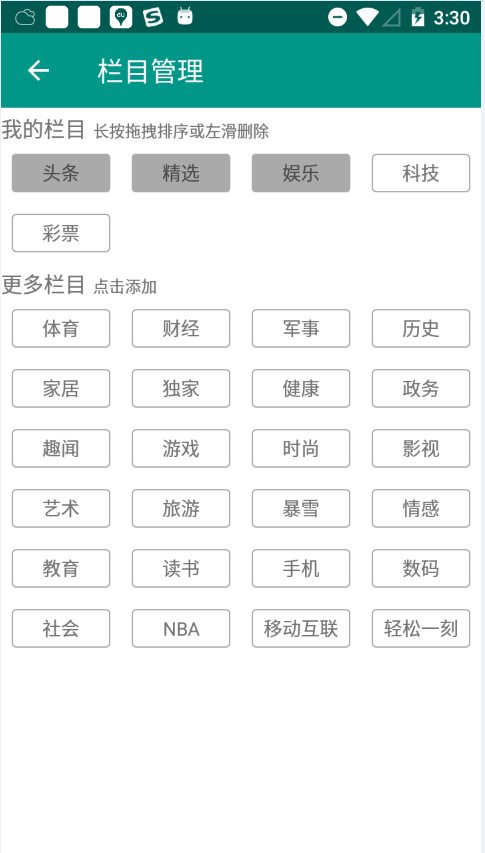 3:30
栏目管理
我的栏目 长按拖拽排序或左滑删除
头条 精选 娱乐 科技
彩票
更多栏目 点击添加
体育 财经 军事 历史
家居 独家 健康 政务
趣闻 游戏 时尚 影视
艺术 旅游 暴雪 情感
教育 读书 手机 数码
社会 NBA 移动互联 轻松一刻